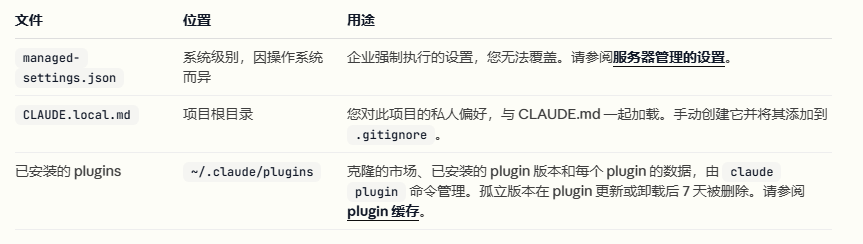 文件 位置 用途
managed-settings.json 系统级别，因操作系统而异 企业强制执行的设置，您无法覆盖。请参阅服务器管理的设置。
CLAUDE.local.md 项目根目录 您对此项目的私人偏好，与 CLAUDE.md 一起加载。手动创建它并将其添加到
.gitignore 。
已安装的 plugins ~/.claude/plugins 克隆的市场、已安装的 plugin 版本和每个 plugin 的数据，由 claude
plugin 命令管理。孤立版本在 plugin 更新或卸载后 7 天被删除。请参阅
plugin 缓存。